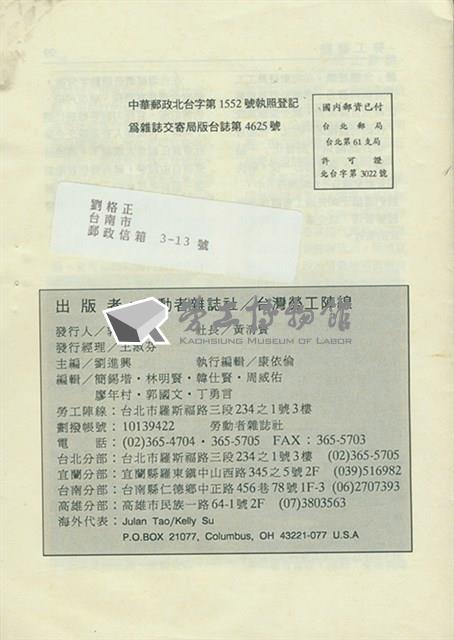 中華郵政北台字第1552號執照登記
為雜誌交寄局版台誌第4625號
國內郵資已付
台北郵局
台北第61支局
許可證
北台字第3022號
劉格正
台南市
郵政信箱 3-13 號
勞工博物館
KAOHSIUNG MUSEUM OF LABOR
出版者 動者雜誌社/台灣勞工陣線
發行人/ 社長/黃清賢
發行經理/王淑芬
主編/劉進興 執行編輯/康依倫
編輯/簡錫堦·林明賢·韓仕賢·周威佑
廖年村·郭國文·丁勇言
勞工陣線:台北市羅斯福路三段234之1號3樓
劃撥帳號:10139422 勞動者雜誌社
電話:(02)365-4704·365-5705 FAX:365-5703
台北分部:台北市羅斯福路三段234之1號3樓 (02)365-5705
宜蘭分部:宜蘭縣羅東鎮中山西路345之5號2F (039)516982
台南分部:台南縣仁德鄉中正路456巷78號1F-3 (06)2707393
高雄分部:高雄市民族一路64-1號2F (07)3803563
海外代表:Julan Tao/Kelly Su
P.O.BOX 21077, Columbus, OH 43221-077 U.S.A